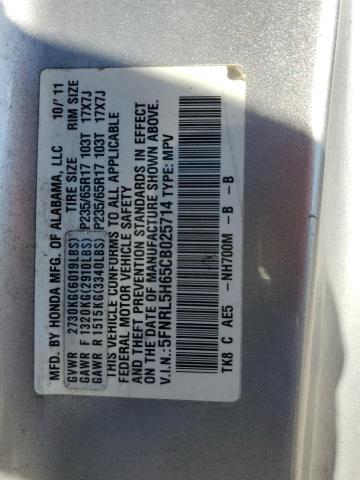 MFD. BY HONDA MFG. OF ALABAMA, LLC 10/'11
GVWR 2730KG(6019LBS) TIRE SIZE RIM SIZE
GAWR F 1320KG(2910LBS) P235/65R17 103T 17X7J
GAWR R 1515KG(3340LBS) P235/65R17 103T 17X7J
THIS VEHICLE CONFORMS TO ALL APPLICABLE
FEDERAL MOTOR VEHICLE SAFETY
AND THEFT PREVENTION STANDARDS IN EFFECT
ON THE DATE OF MANUFACTURE SHOWN ABOVE.
V.I.N.:5FNRL5H65CB025714 TYPE: MPV
TK8 C AE5 -NH700M -B -B